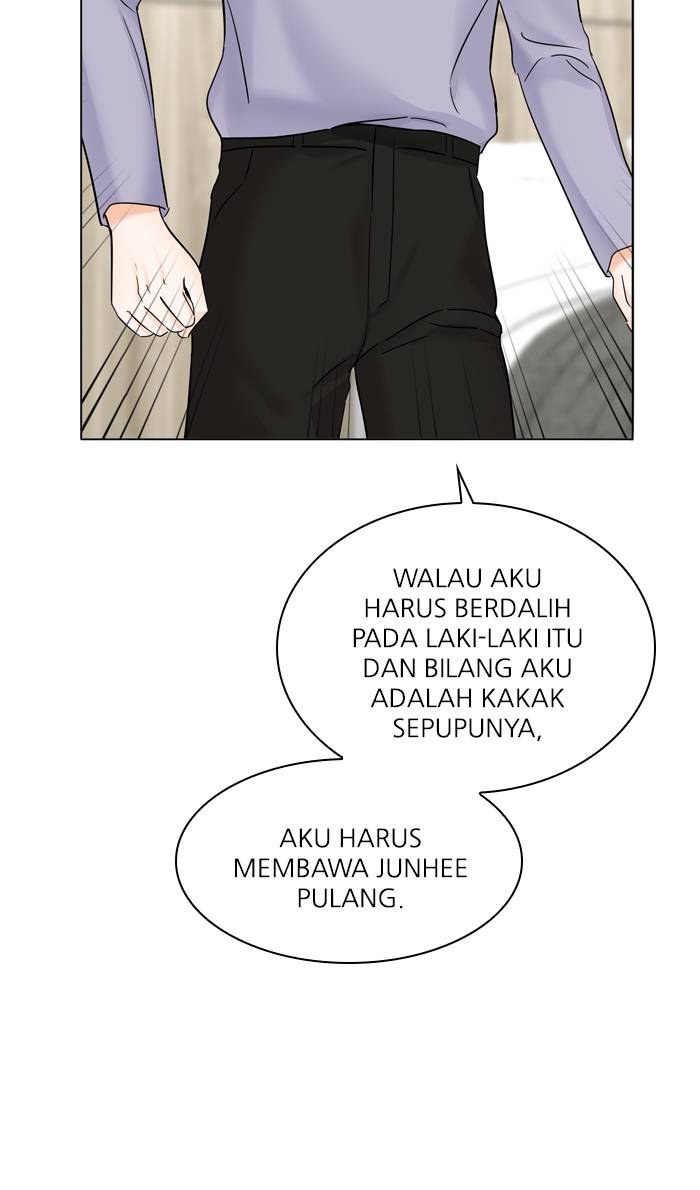 WALAU AKU
HARUS BERDALIH
PADA LAKI-LAKI ITU
DAN BILANG AKU
ADALAH KAKAK
SEPUPUNYA,
AKU HARUS
MEMBAWA JUNHEE
PULANG.